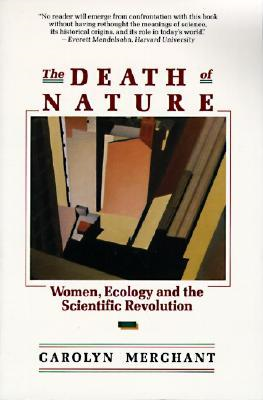 "No reader will emerge from confrontation with this book
without having rethought the meanings of science,
its historical origins, and its role in today's world."
—Everett Mendelsohn, Harvard University
The DEATH of
NATURE
Women, Ecology and the
Scientific Revolution
CAROLYN MERCHANT